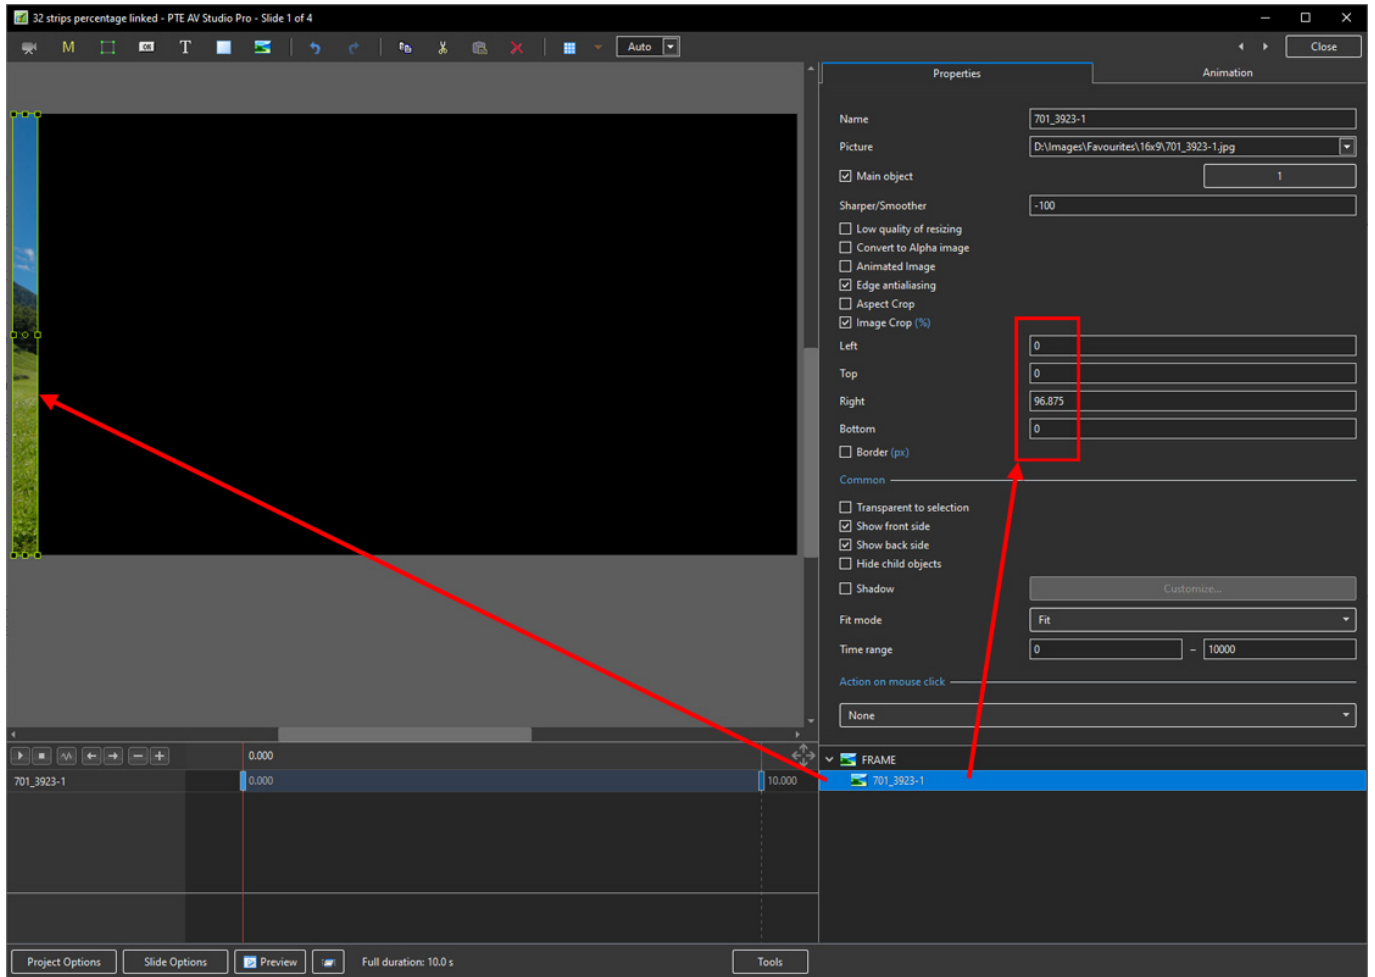 32 strips percentage linked - PTE AV Studio Pro - Slide 1 of 4
M OK T Auto Close
Properties Animation
Name 701_3923-1
Picture D:\Images\Favourites\16x9\701_3923-1.jpg
Main object 1
Sharper/Smoother -100
Low quality of resizing
Convert to Alpha image
Animated Image
Edge antialiasing
Aspect Crop
Image Crop (%)
Left 0
Top 0
Right 96.875
Bottom 0
Border (px)
Common
Transparent to selection
Show front side
Show back side
Hide child objects
Shadow Customize...
Fit mode Fit
Time range 0 – 10000
Action on mouse click
None
0.000
FRAME
701_3923-1 0.000 10.000
701_3923-1
Project Options Slide Options Preview Full duration: 10.0 s Tools